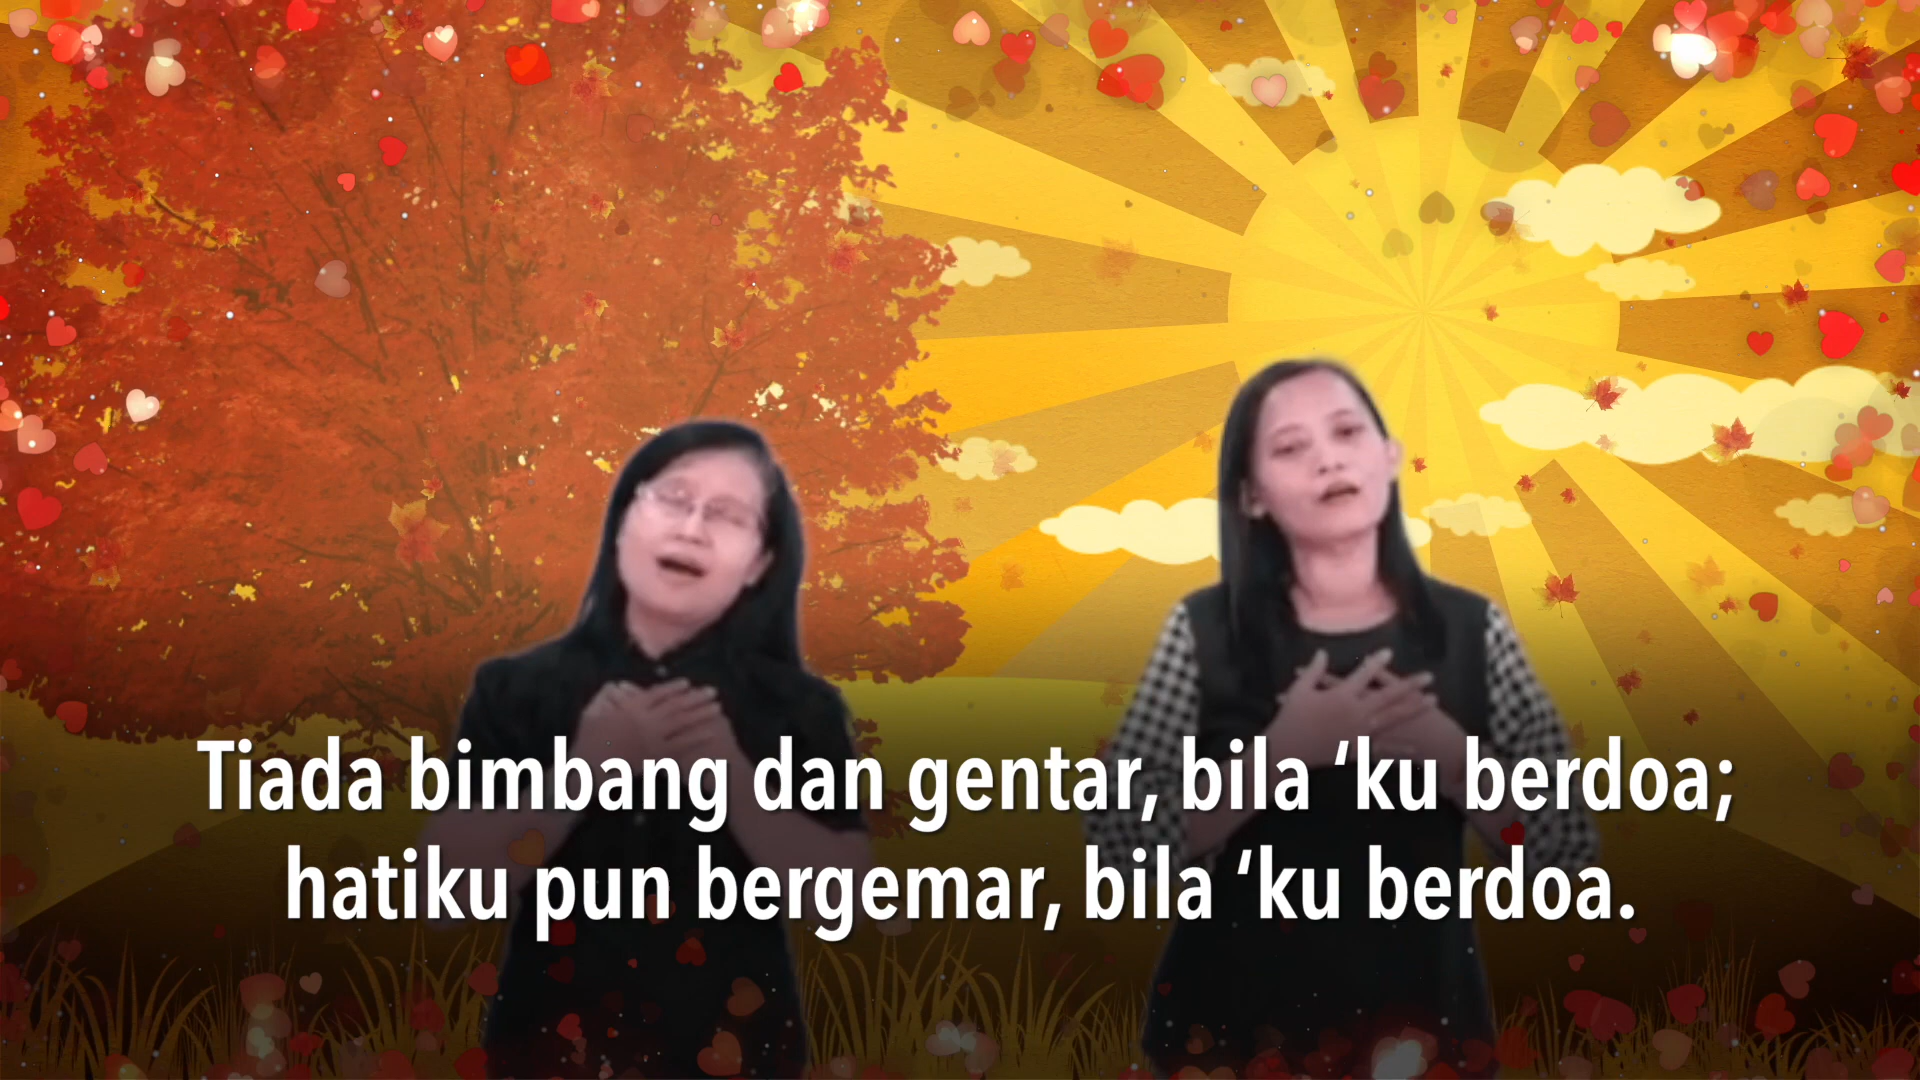 Tiada bimbang dan gentar, bila ‘ku berdoa;
hatiku pun bergemar, bila ‘ku berdoa.